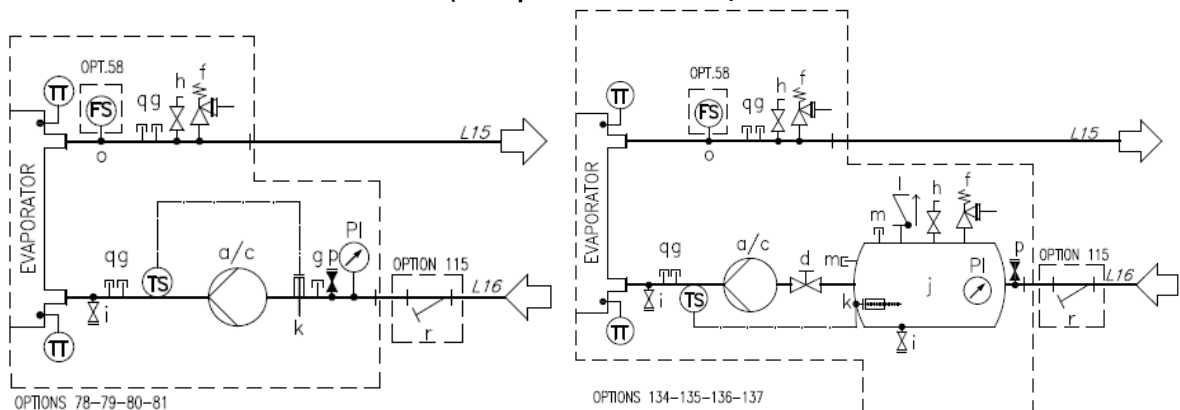 OPT.58
TT
FS
qg
h
f
o
L15
EVAPORATOR
qg
TS
a/c
g
p
PI
OPTION 115
L16
i
k
r
TT
OPTIONS 78-79-80-81
OPT.58
TT
FS
qg
h
f
o
L15
EVAPORATOR
m
l
h
f
qg
TS
a/c
d
m
k
j
PI
p
OPTION 115
L16
i
i
r
TT
OPTIONS 134-135-136-137